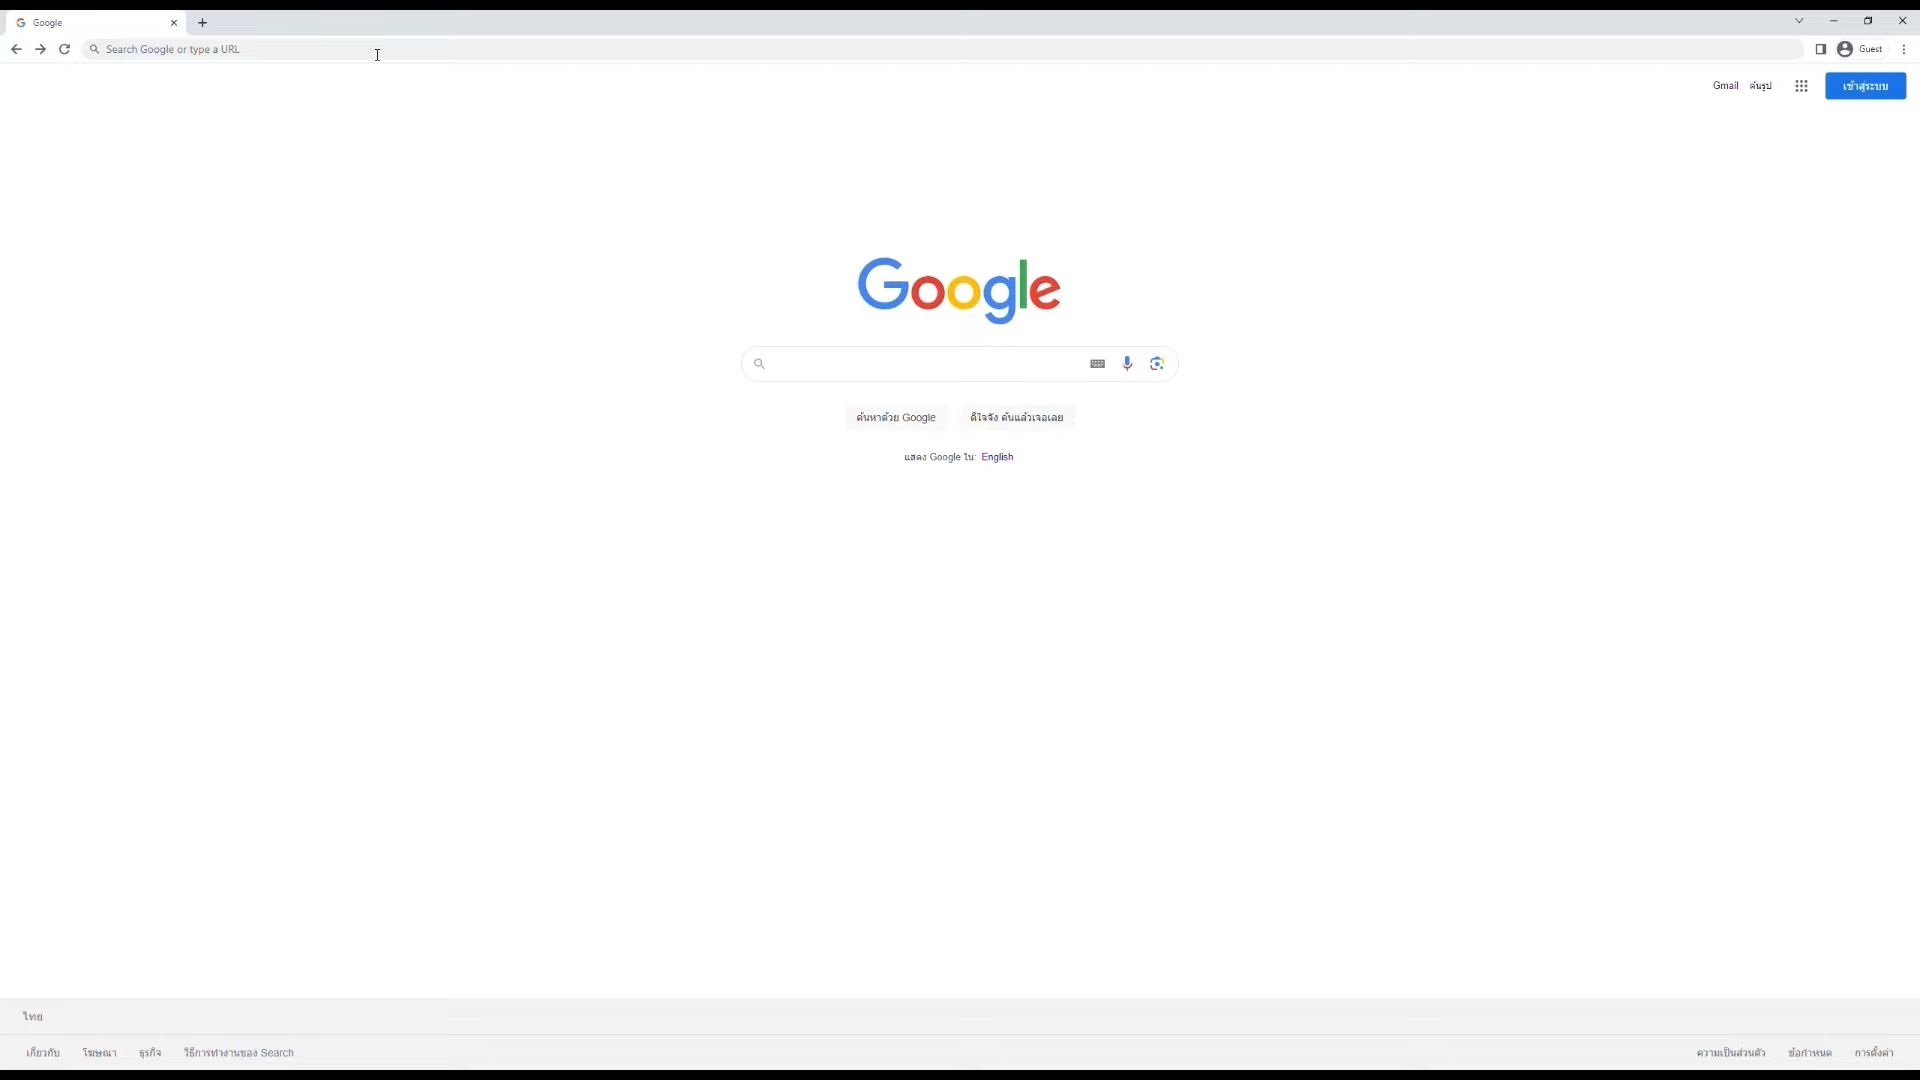 Google
Search Google or type a URL
Guest
Gmail ค้นรูป
เข้าสู่ระบบ
Google
ค้นหาด้วย Google ดีใจจัง ค้นแล้วเจอเลย
แสดง Google ใน: English
ไทย
เกี่ยวกับ โฆษณา ธุรกิจ วิธีการทำงานของ Search
ความเป็นส่วนตัว ข้อกำหนด การตั้งค่า